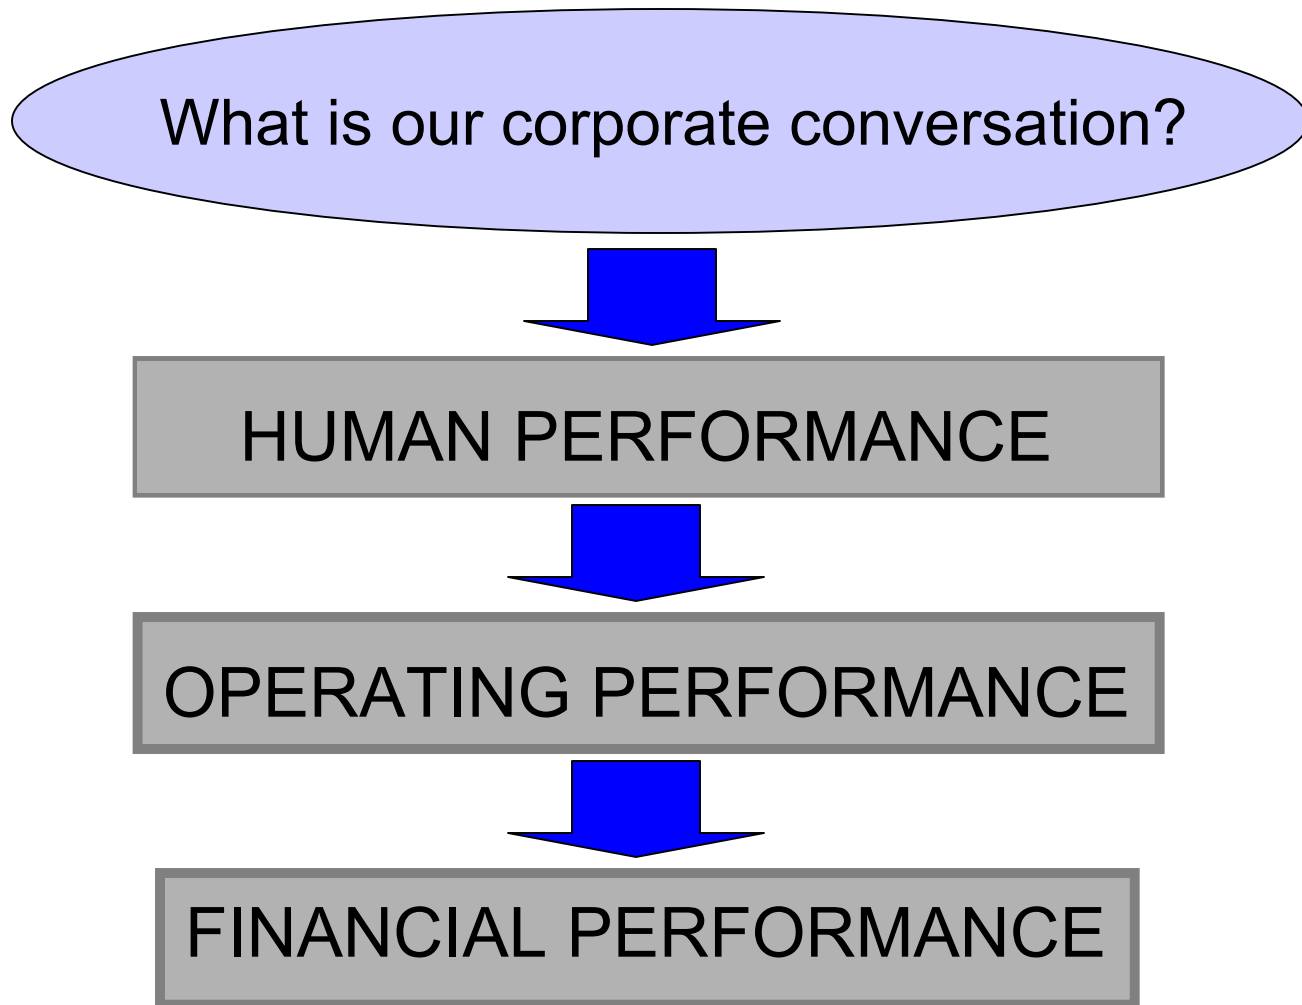 What is our corporate conversation?
HUMAN PERFORMANCE
OPERATING PERFORMANCE
FINANCIAL PERFORMANCE